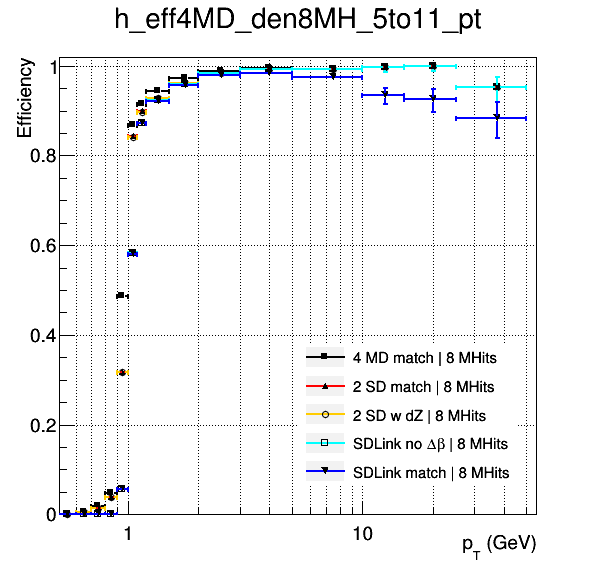 h_eff4MD_den8MH_5to11_pt
Efficiency
1
0.8
0.6
0.4
0.2
0
4 MD match | 8 MHits
2 SD match | 8 MHits
2 SD w dZ | 8 MHits
SDLink no Δβ | 8 MHits
SDLink match | 8 MHits
1
10
p_T (GeV)